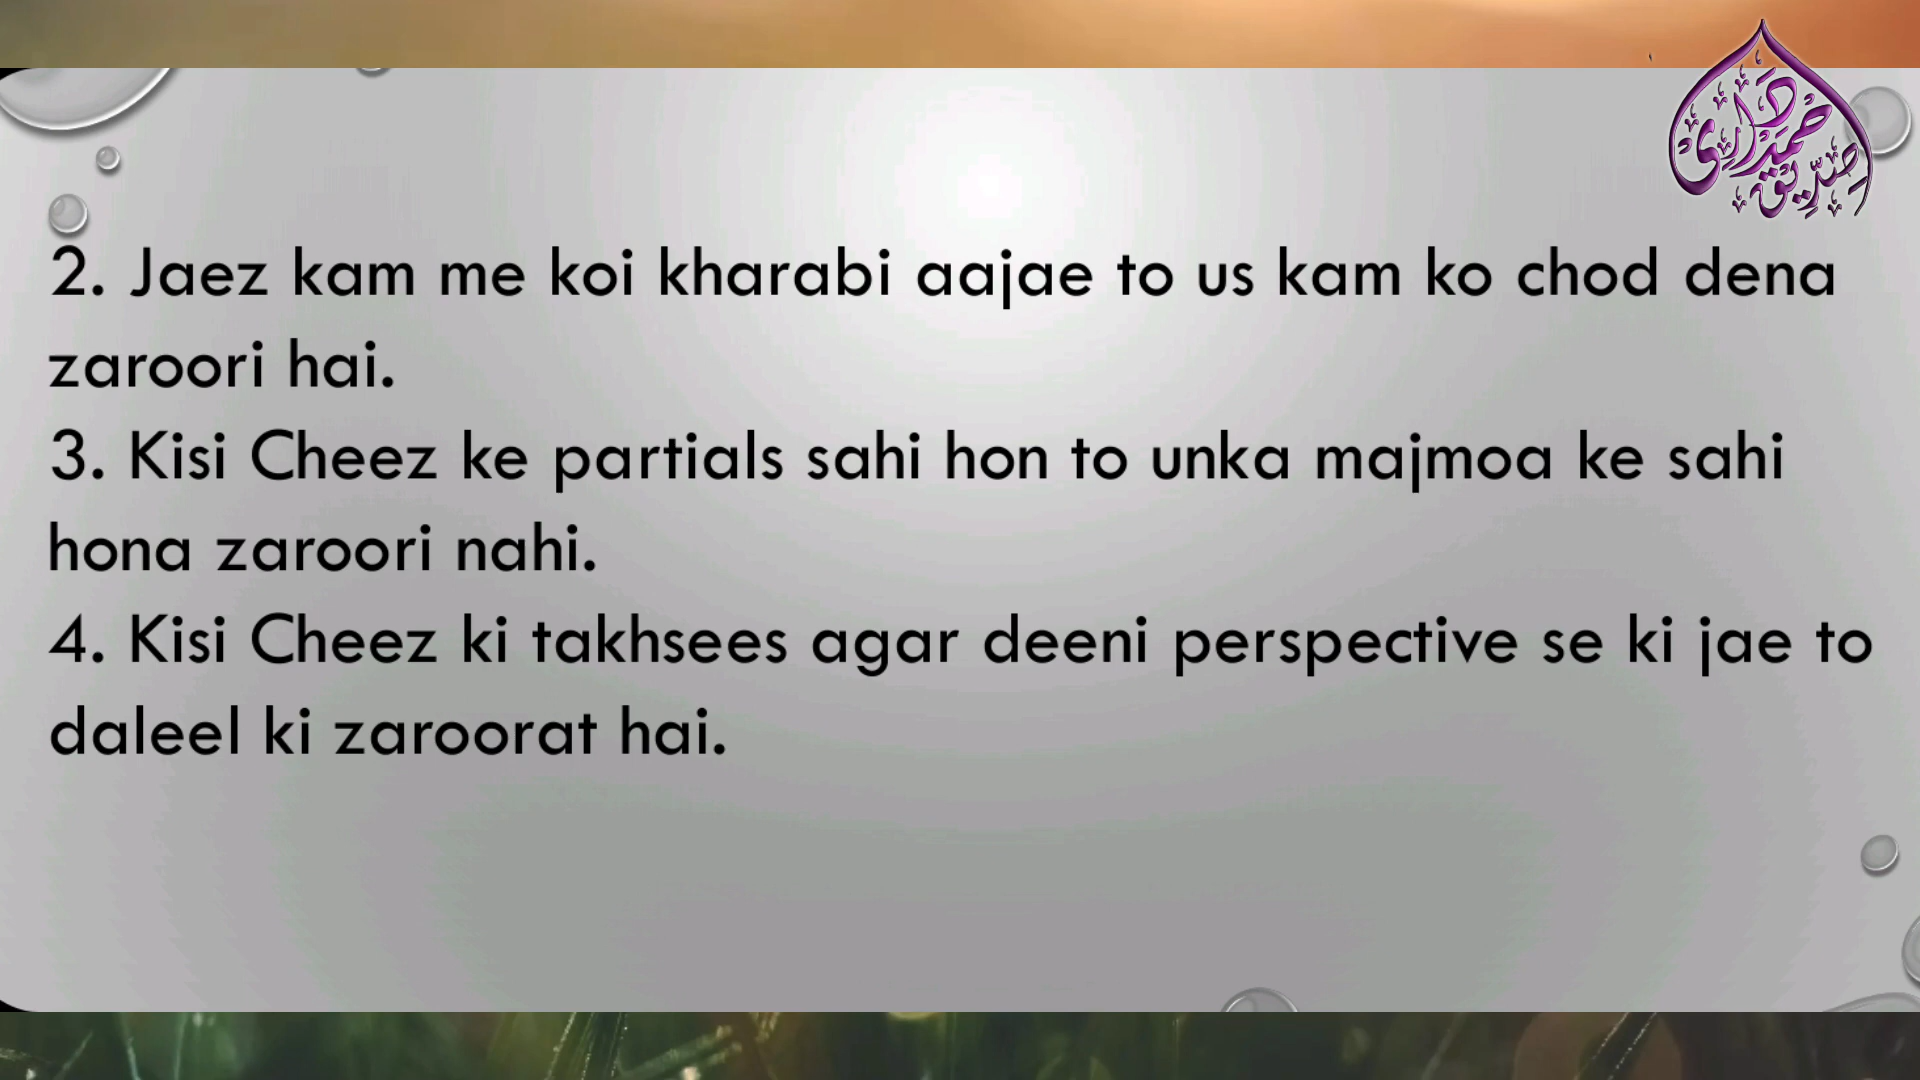 2. Jaez kam me koi kharabi aajae to us kam ko chod dena
zaroori hai.
3. Kisi Cheez ke partials sahi hon to unka majmoa ke sahi
hona zaroori nahi.
4. Kisi Cheez ki takhsees agar deeni perspective se ki jae to
daleel ki zaroorat hai.